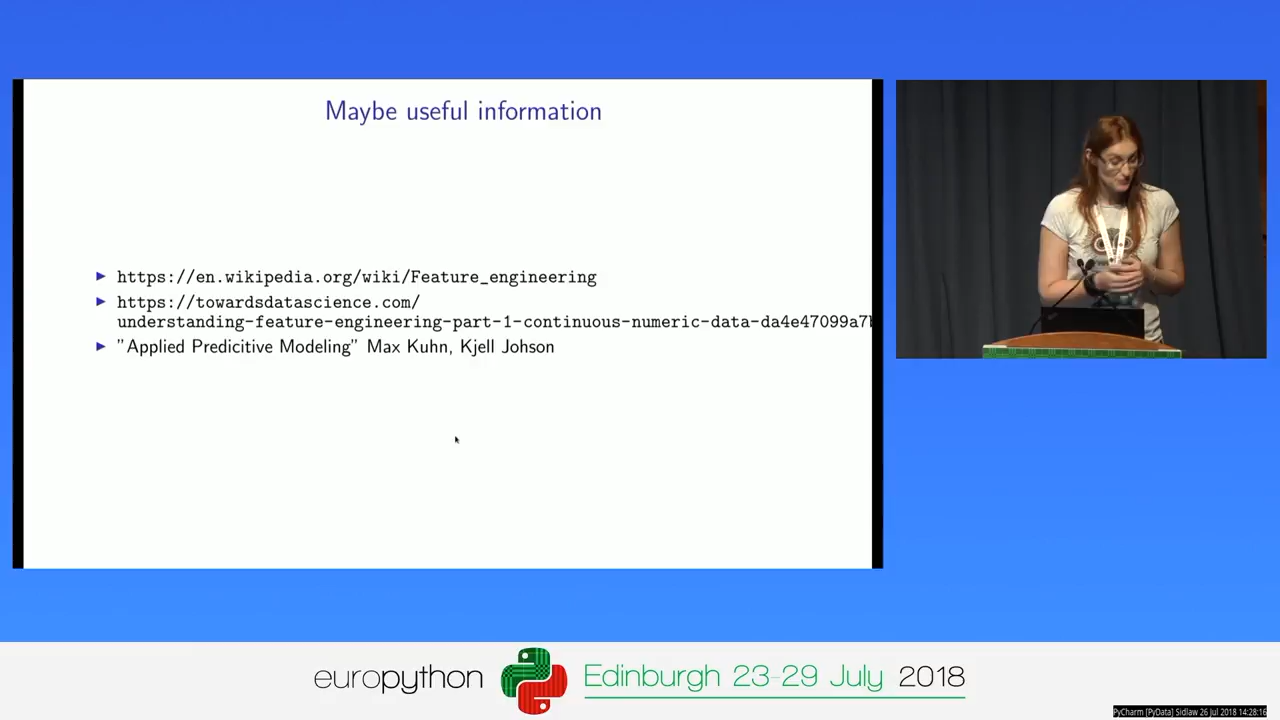 Maybe useful information
https://en.wikipedia.org/wiki/Feature_engineering
https://towardsdatascience.com/
understanding-feature-engineering-part-1-continuous-numeric-data-da4e47099a7
"Applied Predicitive Modeling" Max Kuhn, Kjell Johson
europython Edinburgh 23-29 July 2018
PyCharm [PyData] Sidlaw 26 Jul 2018 14:28:16